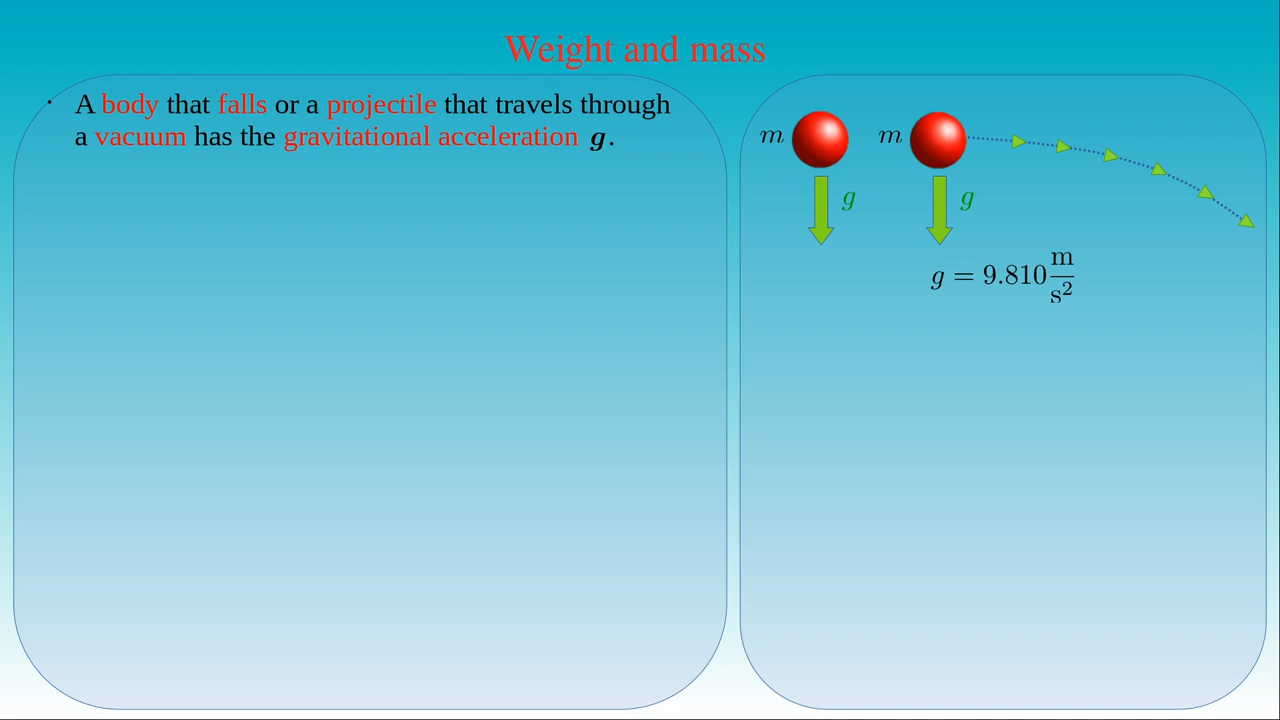 Weight and mass
• A body that falls or a projectile that travels through
a vacuum has the gravitational acceleration g.
m m
g g
g = 9.810 m/s²